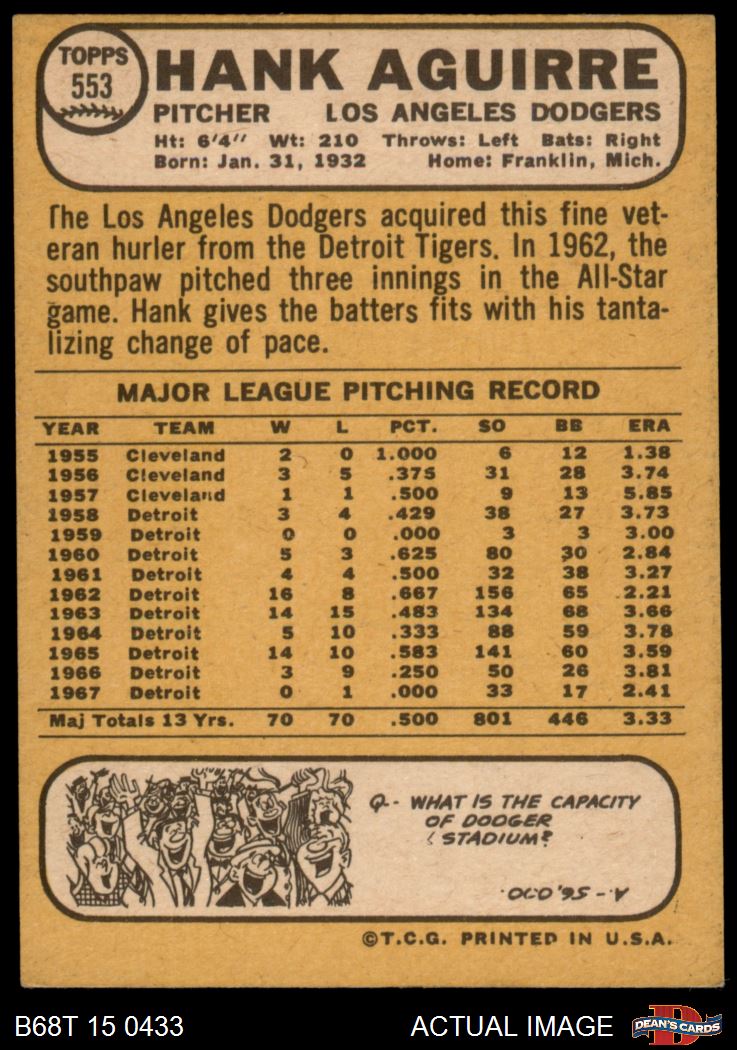 TOPPS
553
HANK AGUIRRE
PITCHER LOS ANGELES DODGERS
Ht: 6'4" Wt: 210 Throws: Left Bats: Right
Born: Jan. 31, 1932 Home: Franklin, Mich.
The Los Angeles Dodgers acquired this fine vet-
eran hurler from the Detroit Tigers. In 1962, the
southpaw pitched three innings in the All-Star
game. Hank gives the batters fits with his tanta-
lizing change of pace.
MAJOR LEAGUE PITCHING RECORD
YEAR TEAM W L PCT. SO BB ERA
1955 Cleveland 2 0 1.000 6 12 1.38
1956 Cleveland 3 5 .375 31 28 3.74
1957 Cleveland 1 1 .500 9 13 5.85
1958 Detroit 3 4 .429 38 27 3.73
1959 Detroit 0 0 .000 3 3 3.00
1960 Detroit 5 3 .625 80 30 2.84
1961 Detroit 4 4 .500 32 38 3.27
1962 Detroit 16 8 .667 156 65 2.21
1963 Detroit 14 15 .483 134 68 3.66
1964 Detroit 5 10 .333 88 59 3.78
1965 Detroit 14 10 .583 141 60 3.59
1966 Detroit 3 9 .250 50 26 3.81
1967 Detroit 0 1 .000 33 17 2.41
Maj Totals 13 Yrs. 70 70 .500 801 446 3.33
Q-- WHAT IS THE CAPACITY
OF DODGER
STADIUM?
A -- 56,000.
©T.C.G. PRINTED IN U.S.A.
B68T 15 0433 ACTUAL IMAGE
D
DEAN'S CARDS